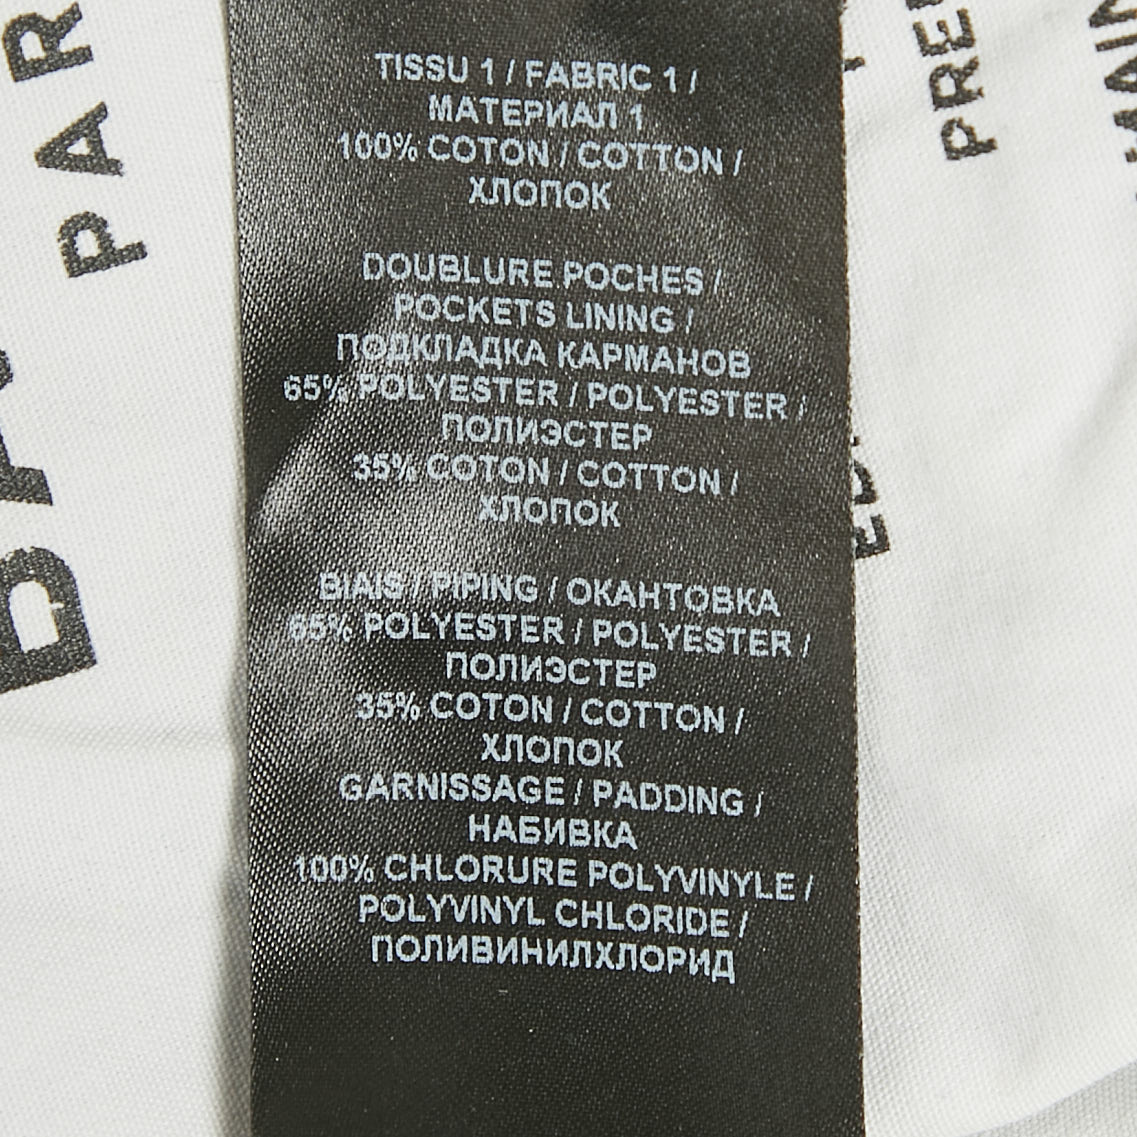 TISSU 1 / FABRIC 1 /
МАТЕРИАЛ 1
100% COTON / COTTON /
ХЛОПОК
DOUBLURE POCHES /
POCKETS LINING /
ПОДКЛАДКА КАРМАНОВ
65% POLYESTER / POLYESTER /
ПОЛИЭСТЕР
35% COTON / COTTON /
ХЛОПОК
BIAIS / PIPING / ОКАНТОВКА
65% POLYESTER / POLYESTER /
ПОЛИЭСТЕР
35% COTON / COTTON /
ХЛОПОК
GARNISSAGE / PADDING /
НАБИВКА
100% CHLORURE POLYVINYLE /
POLYVINYL CHLORIDE /
ПОЛИВИНИЛХЛОРИД